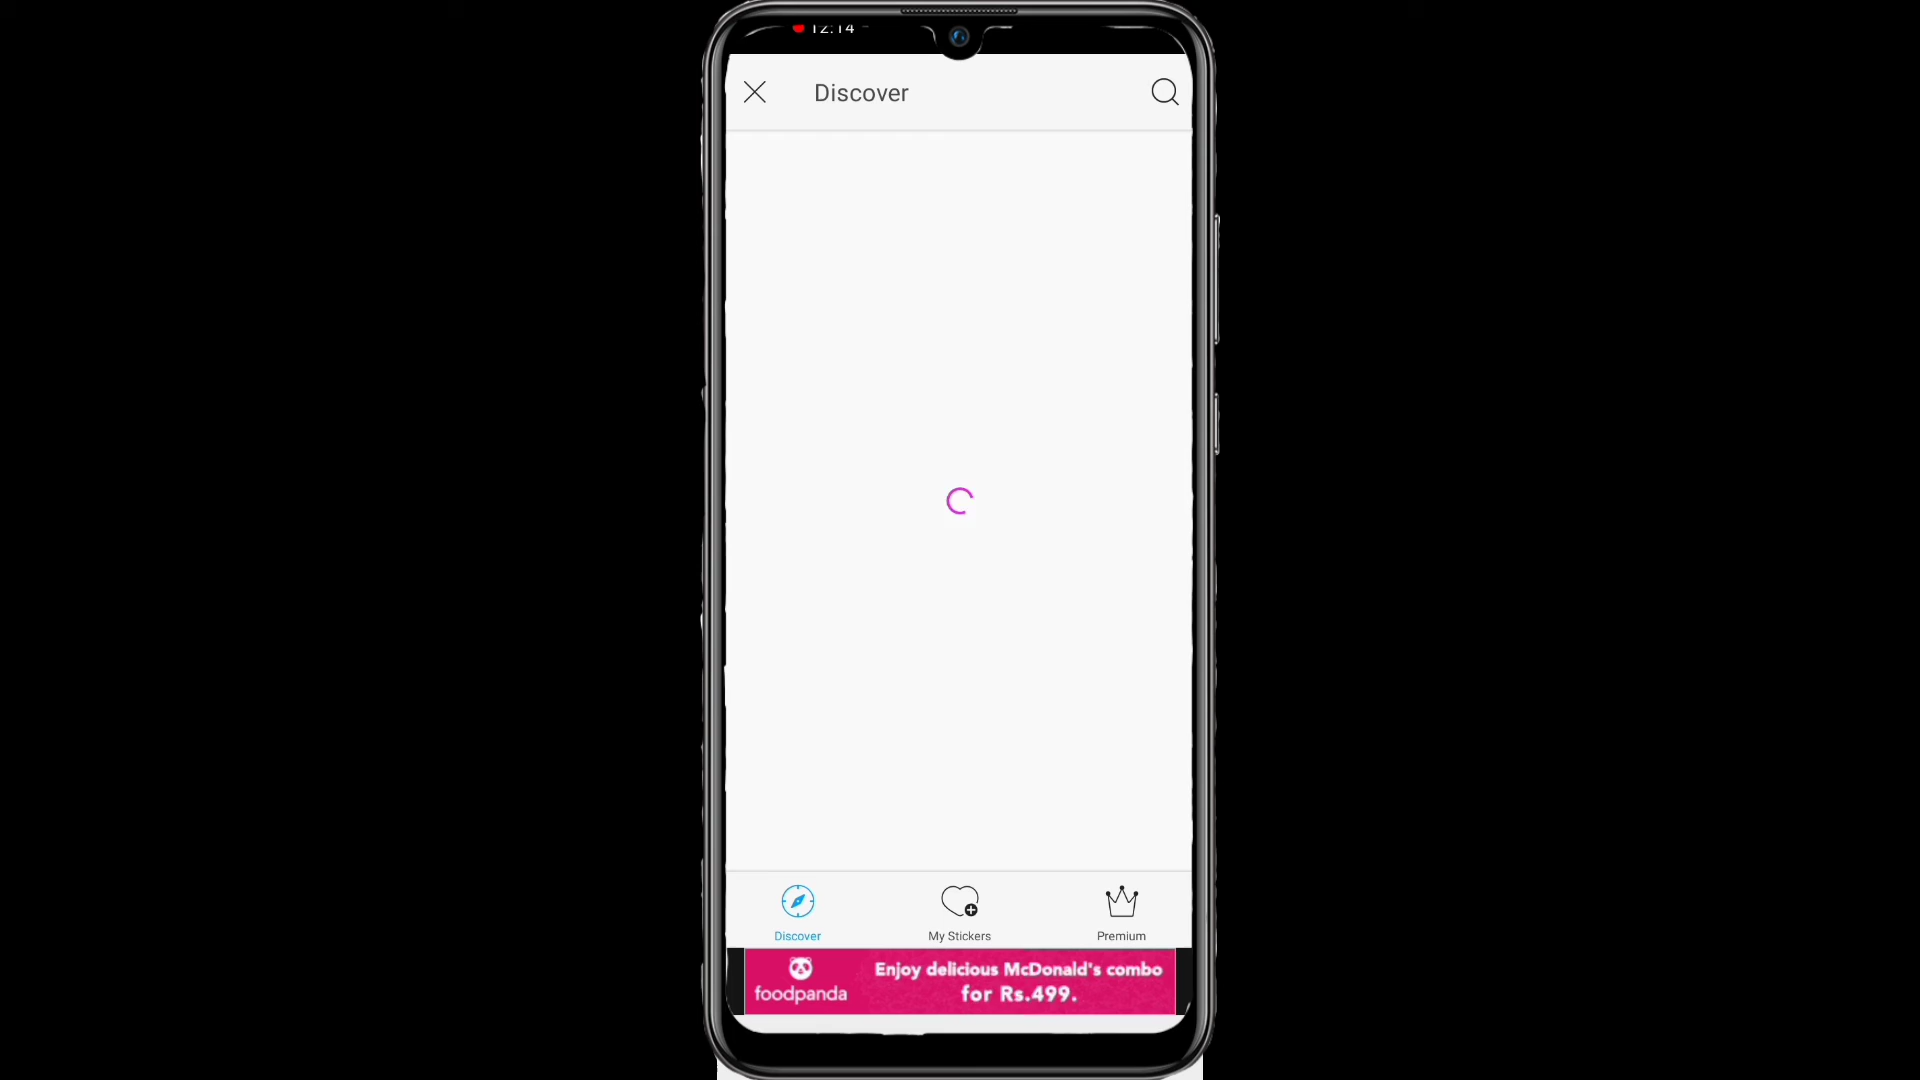 12:14
Discover
Discover
My Stickers
Premium
foodpanda
Enjoy delicious McDonald's combo
for Rs.499.